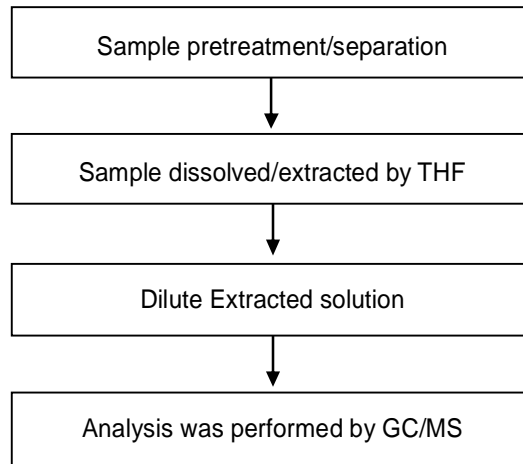 Sample pretreatment/separation
Sample dissolved/extracted by THF
Dilute Extracted solution
Analysis was performed by GC/MS